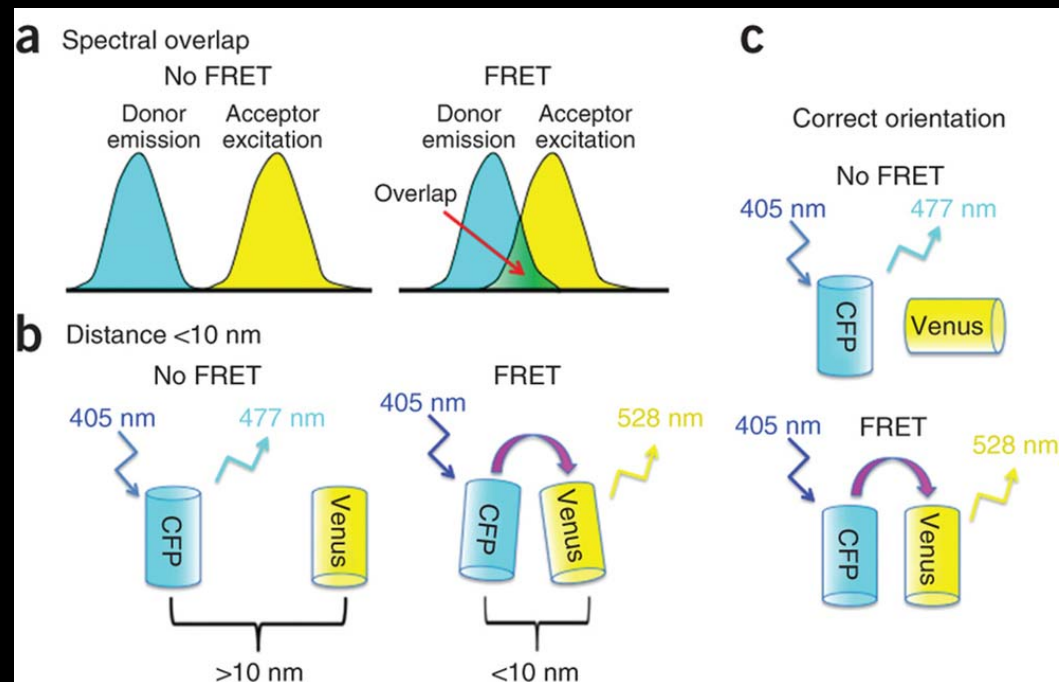 a Spectral overlap
No FRET
Donor
emission
Acceptor
excitation
FRET
Donor
emission
Acceptor
excitation
Overlap
b Distance <10 nm
No FRET
405 nm
477 nm
CFP
Venus
>10 nm
FRET
405 nm
528 nm
CFP
Venus
<10 nm
c
Correct orientation
No FRET
405 nm
477 nm
CFP
Venus
405 nm
FRET
528 nm
CFP
Venus